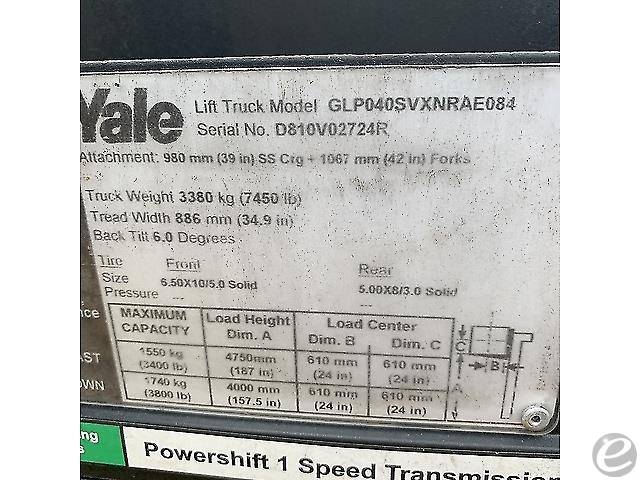 Yale
Lift Truck Model GLP040SVXNRAE084
Serial No. D810V02724R
Attachment: 980 mm (39 in) SS Crg + 1067 mm (42 in) Forks
Truck Weight 3380 kg (7450 lb)
Tread Width 886 mm (34.9 in)
Back Tilt 6.0 Degrees
Tire Front Rear
Size 6.50X10/5.0 Solid 5.00X8/3.0 Solid
Pressure --- ---
MAXIMUM CAPACITY Load Height Dim. A Load Center Dim. B Dim. C
1550 kg (3400 lb) 4750mm (187 in) 610 mm (24 in) 610 mm (24 in)
1740 kg (3800 lb) 4000 mm (157.5 in) 610 mm (24 in) 610 mm (24 in)
C B A
nce
AST
OWN
ng
s
Powershift 1 Speed Transmission